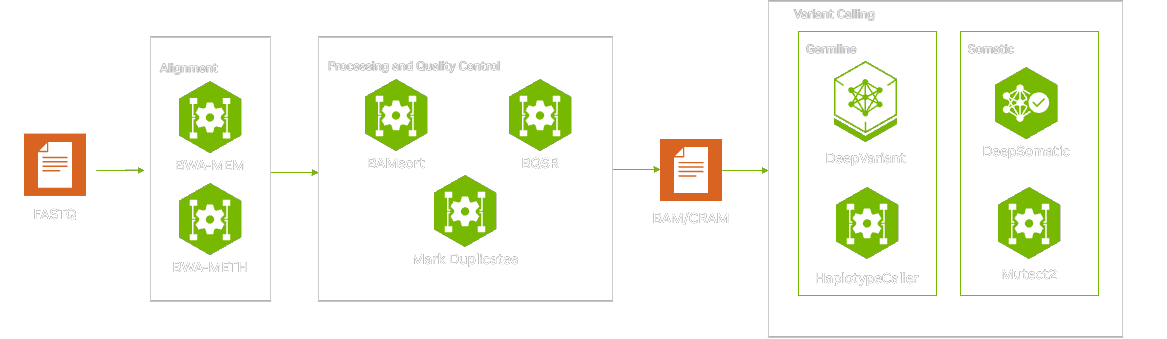 FASTQ
Alignment
BWA-MEM
BWA-METH
Processing and Quality Control
BAMsort
BQSR
Mark Duplicates
BAM/CRAM
Variant Calling
Germline
DeepVariant
HaplotypeCaller
Somatic
DeepSomatic
Mutect2